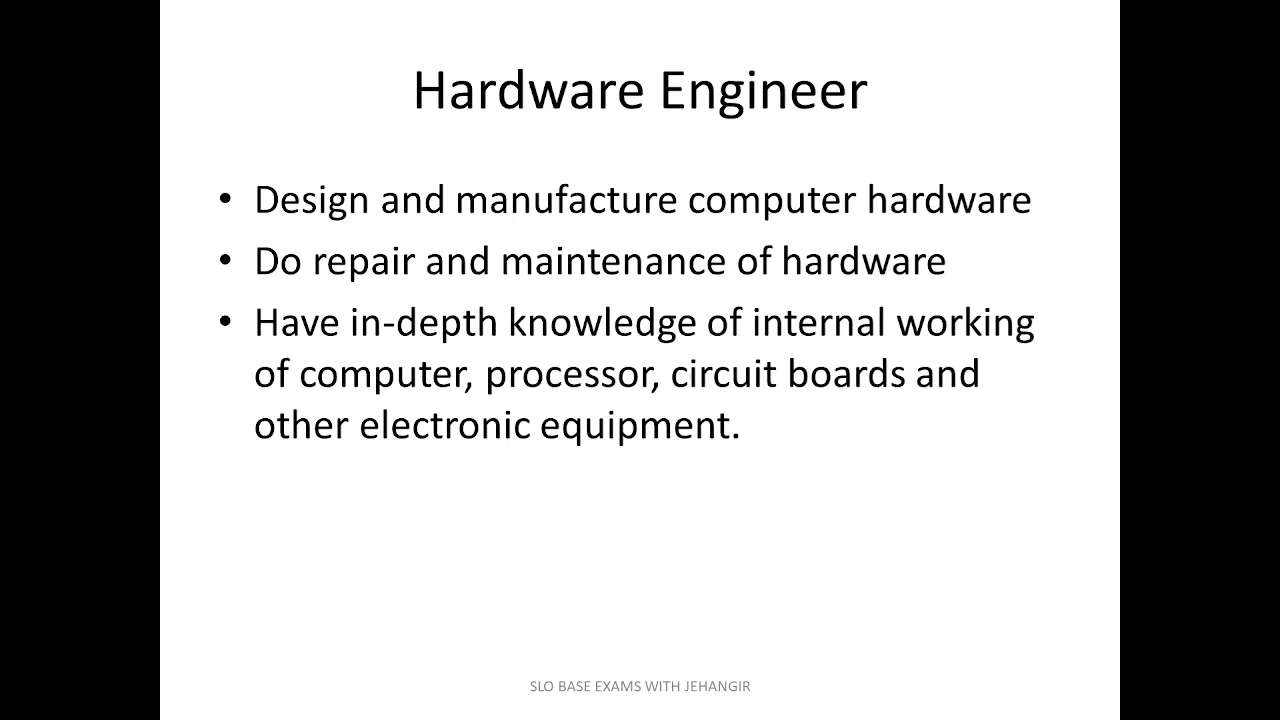 Hardware Engineer
• Design and manufacture computer hardware
• Do repair and maintenance of hardware
• Have in-depth knowledge of internal working
of computer, processor, circuit boards and
other electronic equipment.
SLO BASE EXAMS WITH JEHANGIR